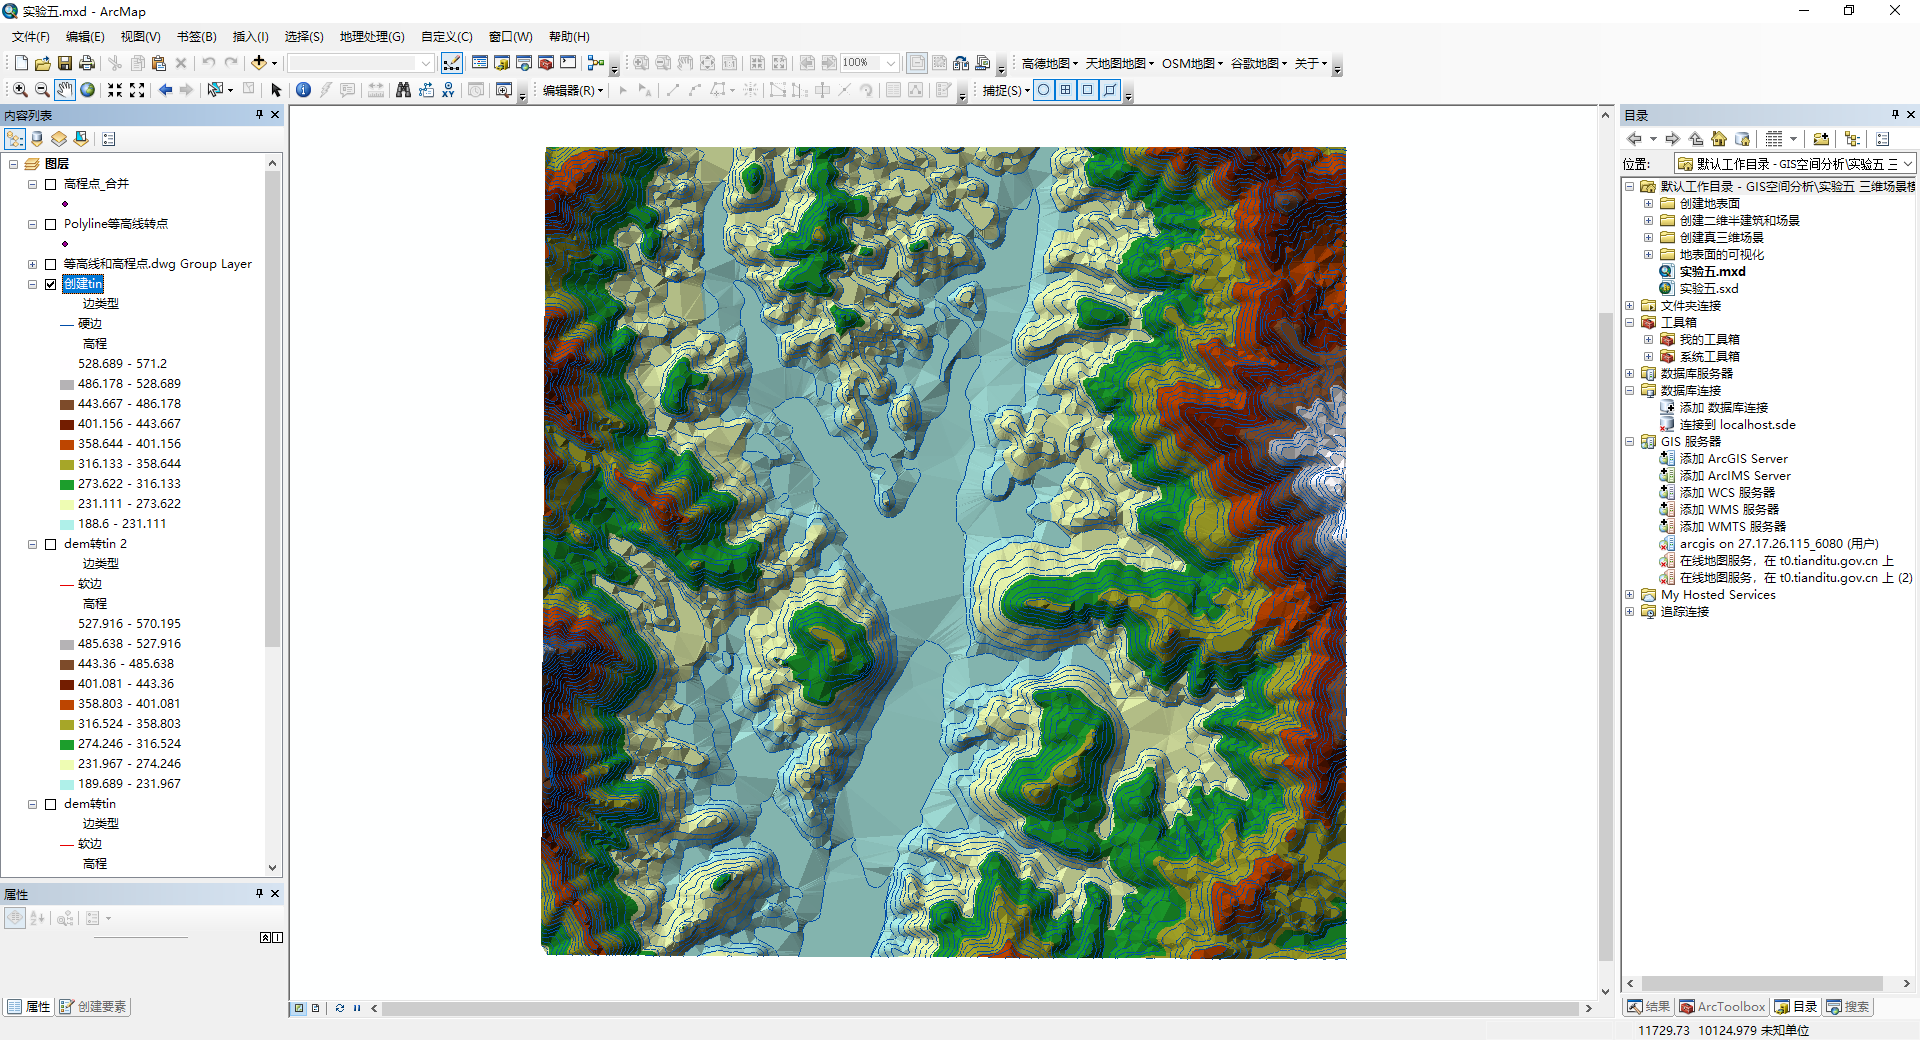 实验五.mxd - ArcMap
文件(F) 编辑(E) 视图(V) 书签(B) 插入(I) 选择(S) 地理处理(G) 自定义(C) 窗口(W) 帮助(H)
100% 高德地图 天地图地图 OSM地图 谷歌地图 关于
编辑器(R) 捕捉(S)
内容列表
图层
高程点_合并
Polyline等高线转点
等高线和高程点.dwg Group Layer
创建tin
边类型
硬边
高程
528.689 - 571.2
486.178 - 528.689
443.667 - 486.178
401.156 - 443.667
358.644 - 401.156
316.133 - 358.644
273.622 - 316.133
231.111 - 273.622
188.6 - 231.111
dem转tin 2
边类型
软边
高程
527.916 - 570.195
485.638 - 527.916
443.36 - 485.638
401.081 - 443.36
358.803 - 401.081
316.524 - 358.803
274.246 - 316.524
231.967 - 274.246
189.689 - 231.967
dem转tin
边类型
软边
高程
属性
属性 创建要素
目录
位置: 默认工作目录 - GIS空间分析\实验五 三
默认工作目录 - GIS空间分析\实验五 三维场景模
创建地表面
创建二维半建筑和场景
创建真三维场景
地表面的可视化
实验五.mxd
实验五.sxd
文件夹连接
工具箱
我的工具箱
系统工具箱
数据库服务器
数据库连接
添加 数据库连接
连接到 localhost.sde
GIS 服务器
添加 ArcGIS Server
添加 ArcIMS Server
添加 WCS 服务器
添加 WMS 服务器
添加 WMTS 服务器
arcgis on 27.17.26.115_6080 (用户)
在线地图服务，在 t0.tianditu.gov.cn 上
在线地图服务，在 t0.tianditu.gov.cn 上 (2)
My Hosted Services
追踪连接
结果 ArcToolbox 目录 搜索
11729.73 10124.979 未知单位